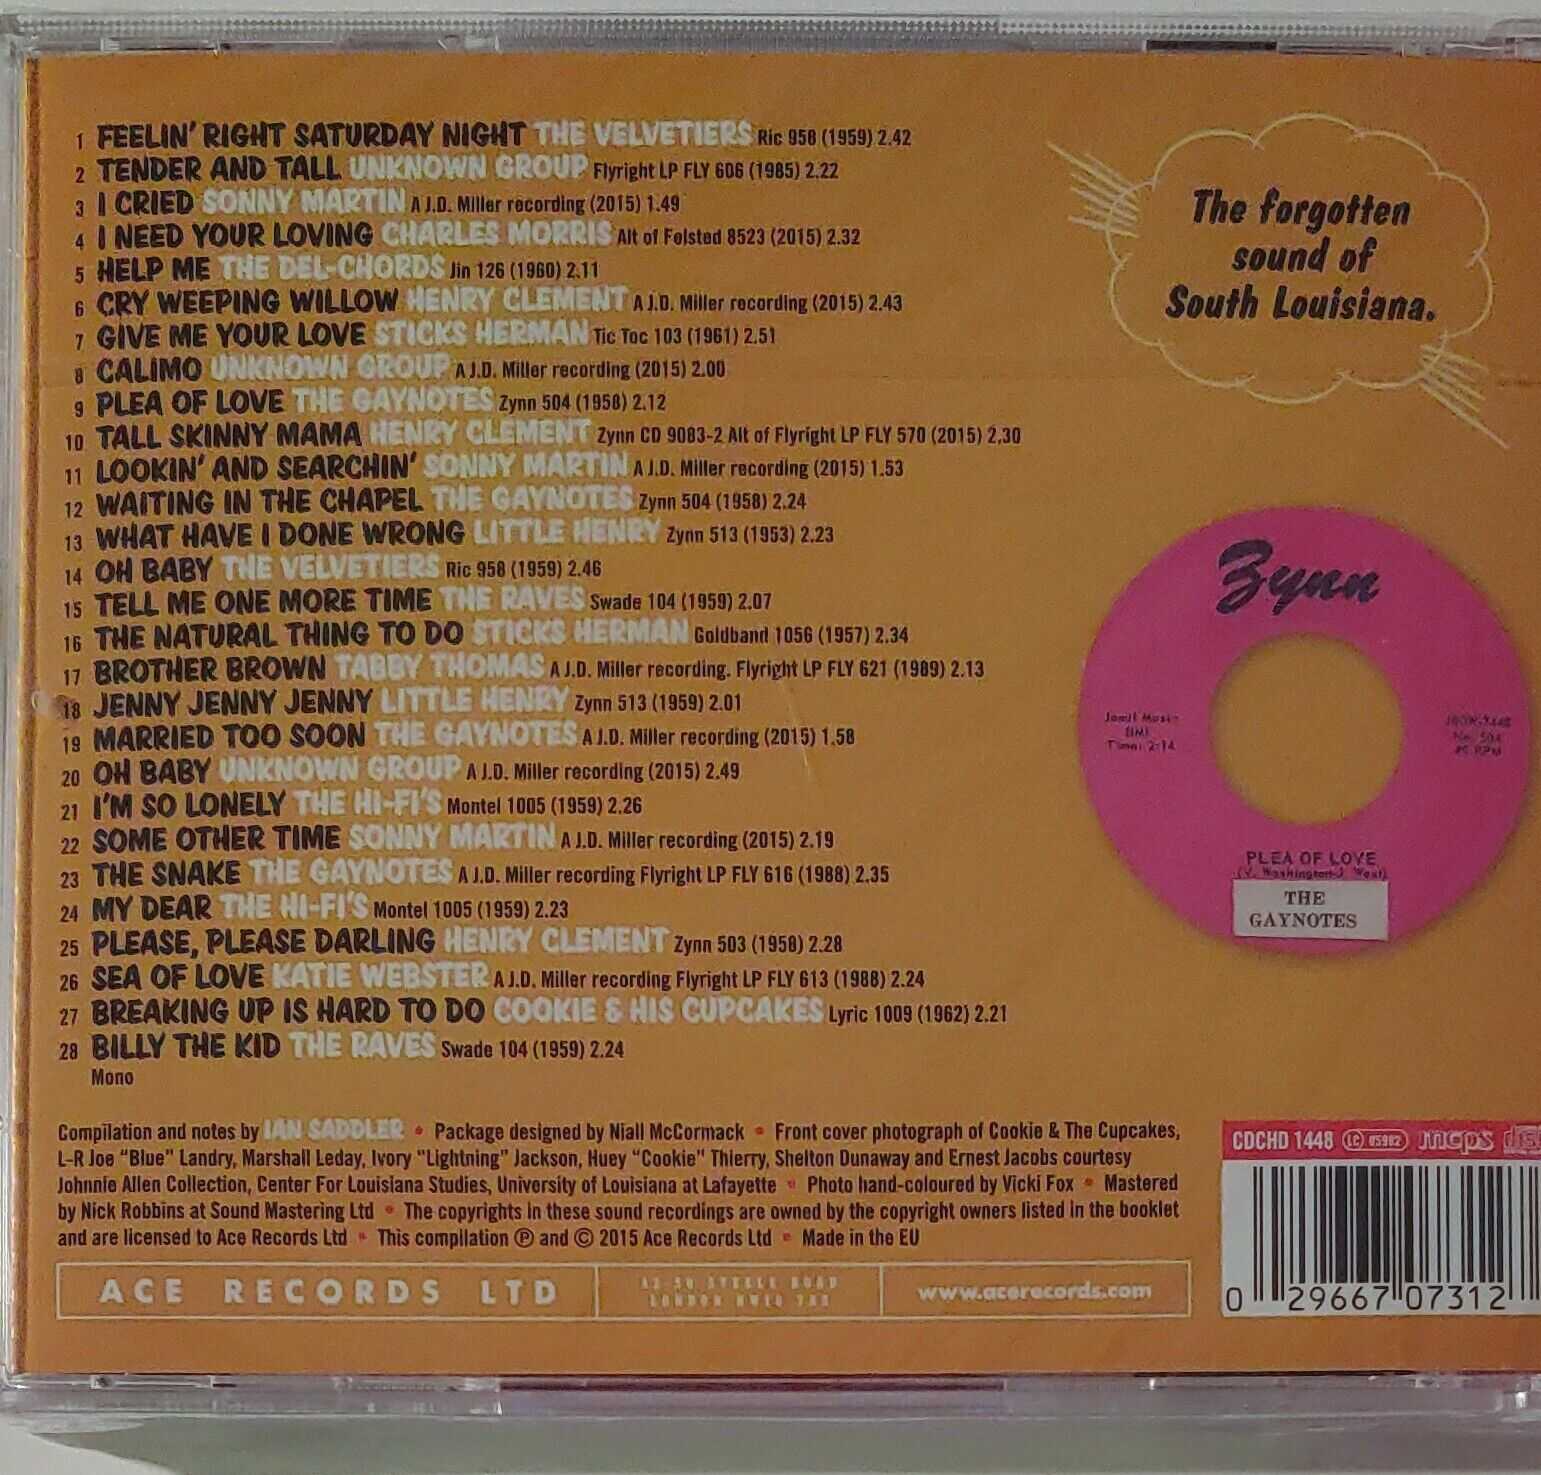 1 FEELIN' RIGHT SATURDAY NIGHT THE VELVETIERS Ric 958 (1959) 2.42
2 TENDER AND TALL UNKNOWN GROUP Flyright LP FLY 606 (1985) 2.22
3 I CRIED SONNY MARTIN A J.D. Miller recording (2015) 1.49
4 I NEED YOUR LOVING CHARLES MORRIS Alt of Felsted 8523 (2015) 2.32
5 HELP ME THE DEL-CHORDS Jin 126 (1960) 2.11
6 CRY WEEPING WILLOW HENRY CLEMENT A J.D. Miller recording (2015) 2.43
7 GIVE ME YOUR LOVE STICKS HERMAN Tic Toc 103 (1961) 2.51
8 CALIMO UNKNOWN GROUP A J.D. Miller recording (2015) 2.00
9 PLEA OF LOVE THE GAYNOTES Zynn 504 (1958) 2.12
10 TALL SKINNY MAMA HENRY CLEMENT Zynn CD 9083-2 Alt of Flyright LP FLY 570 (2015) 2,30
11 LOOKIN' AND SEARCHIN' SONNY MARTIN A J.D. Miller recording (2015) 1.53
12 WAITING IN THE CHAPEL THE GAYNOTES Zynn 504 (1958) 2.24
13 WHAT HAVE I DONE WRONG LITTLE HENRY Zynn 513 (1953) 2.23
14 OH BABY THE VELVETIERS Ric 958 (1959) 2.46
15 TELL ME ONE MORE TIME THE RAVES Swade 104 (1959) 2.07
16 THE NATURAL THING TO DO STICKS HERMAN Goldband 1056 (1957) 2.34
17 BROTHER BROWN TABBY THOMAS A J.D. Miller recording. Flyright LP FLY 621 (1989) 2.13
18 JENNY JENNY JENNY LITTLE HENRY Zynn 513 (1959) 2.01
19 MARRIED TOO SOON THE GAYNOTES A J.D. Miller recording (2015) 1.58
20 OH BABY UNKNOWN GROUP A J.D. Miller recording (2015) 2.49
21 I'M SO LONELY THE HI-FI'S Montel 1005 (1959) 2.26
22 SOME OTHER TIME SONNY MARTIN A J.D. Miller recording (2015) 2.19
23 THE SNAKE THE GAYNOTES A J.D. Miller recording Flyright LP FLY 616 (1988) 2.35
24 MY DEAR THE HI-FI'S Montel 1005 (1959) 2.23
25 PLEASE, PLEASE DARLING HENRY CLEMENT Zynn 503 (1958) 2.28
26 SEA OF LOVE KATIE WEBSTER A J.D. Miller recording Flyright LP FLY 613 (1988) 2.24
27 BREAKING UP IS HARD TO DO COOKIE & HIS CUPCAKES Lyric 1009 (1962) 2.21
28 BILLY THE KID THE RAVES Swade 104 (1959) 2.24
Mono
The forgotten
sound of
South Louisiana.
Zynn
Jamil Music
BMI
Time: 2:14
No. 504
45 RPM
PLEA OF LOVE
(V. Washington-J. West)
THE
GAYNOTES
Compilation and notes by IAN SADDLER • Package designed by Niall McCormack • Front cover photograph of Cookie & The Cupcakes,
L–R Joe "Blue" Landry, Marshall Leday, Ivory "Lightning" Jackson, Huey "Cookie" Thierry, Shelton Dunaway and Ernest Jacobs courtesy
Johnnie Allen Collection, Center For Louisiana Studies, University of Louisiana at Lafayette • Photo hand-coloured by Vicki Fox • Mastered
by Nick Robbins at Sound Mastering Ltd • The copyrights in these sound recordings are owned by the copyright owners listed in the booklet
and are licensed to Ace Records Ltd • This compilation ℗ and © 2015 Ace Records Ltd • Made in the EU
ACE RECORDS LTD
42-50 STEELE ROAD
LONDON NW10 7AS
www.acerecords.com
CDCHD 1448 LC 05982 mcps
0 29667 07312